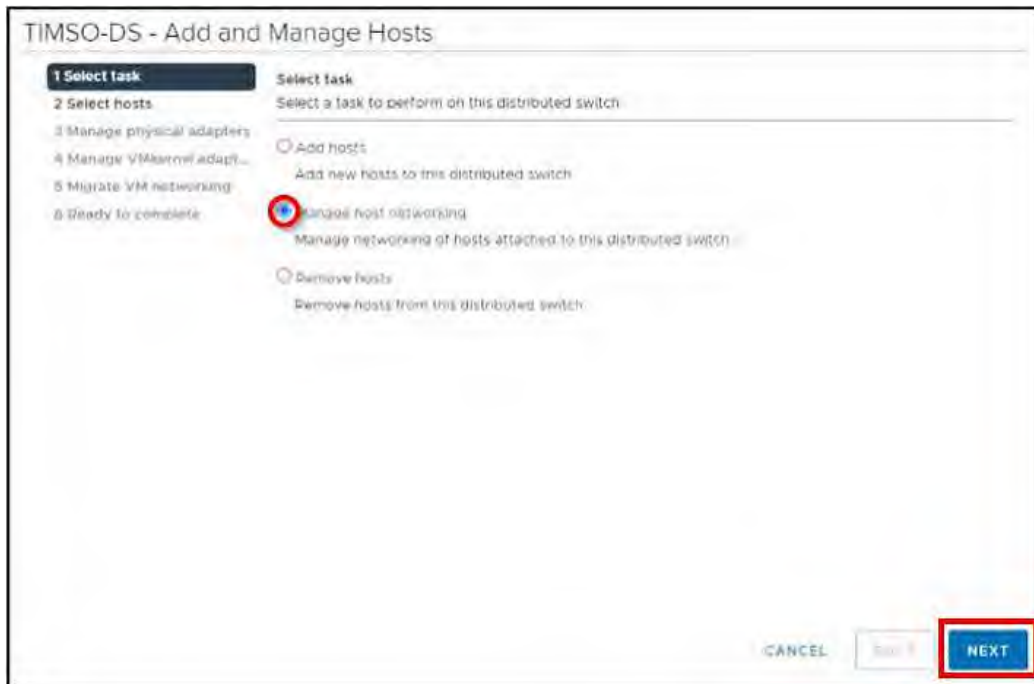 TIMSO-DS - Add and Manage Hosts
1 Select task
2 Select hosts
3 Manage physical adapters
4 Manage VMkernel adapt...
5 Migrate VM networking
6 Ready to complete
Select task
Select a task to perform on this distributed switch
Add hosts
Add new hosts to this distributed switch
Manage host networking
Manage networking of hosts attached to this distributed switch
Remove hosts
Remove hosts from this distributed switch
CANCEL
NEXT